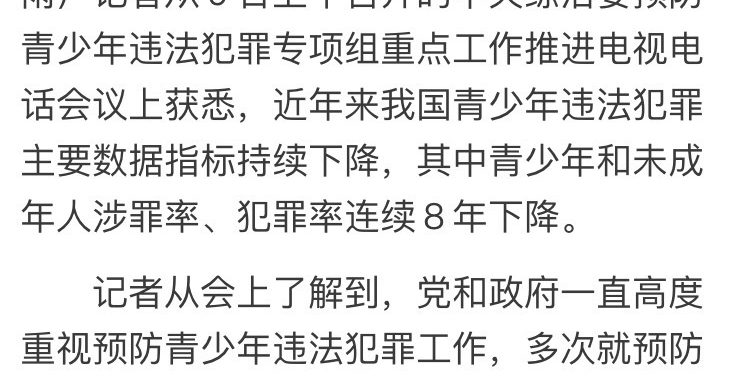 青少年违法犯罪专项组重点工作推进电视电
话会议上获悉，近年来我国青少年违法犯罪
主要数据指标持续下降，其中青少年和未成
年人涉罪率、犯罪率连续8年下降。
记者从会上了解到，党和政府一直高度
重视预防青少年违法犯罪工作，多次就预防